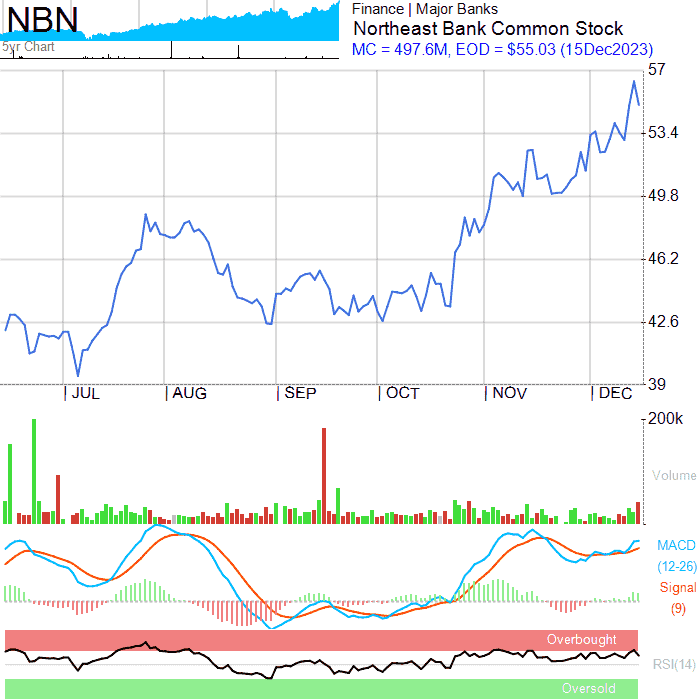 NBN
5yr Chart
Finance | Major Banks
Northeast Bank Common Stock
MC = 497.6M, EOD = $55.03 (15Dec2023)
57
53.4
49.8
46.2
42.6
39
JUL
AUG
SEP
OCT
NOV
DEC
200k
Volume
MACD
(12-26)
Signal
(9)
Overbought
RSI(14)
Oversold